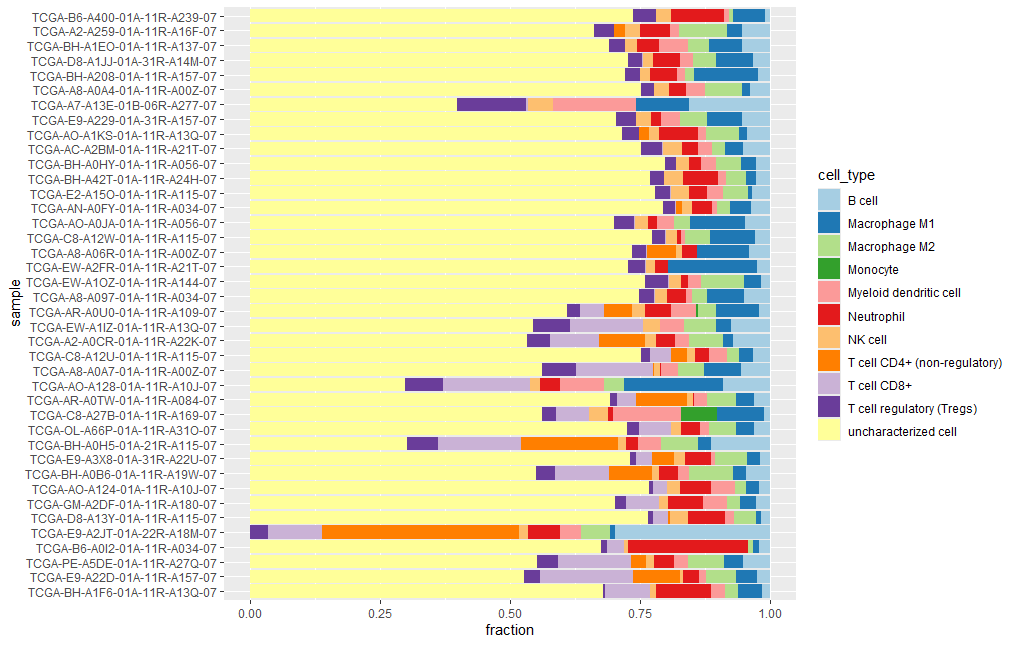 sample
TCGA-B6-A400-01A-11R-A239-07
TCGA-A2-A259-01A-11R-A16F-07
TCGA-BH-A1EO-01A-11R-A137-07
TCGA-D8-A1JJ-01A-31R-A14M-07
TCGA-BH-A208-01A-11R-A157-07
TCGA-A8-A0A4-01A-11R-A00Z-07
TCGA-A7-A13E-01B-06R-A277-07
TCGA-E9-A229-01A-31R-A157-07
TCGA-AO-A1KS-01A-11R-A13Q-07
TCGA-AC-A2BM-01A-21R-A21T-07
TCGA-BH-A0HY-01A-11R-A056-07
TCGA-BH-A42T-01A-11R-A24H-07
TCGA-E2-A15O-01A-11R-A115-07
TCGA-AN-A0FY-01A-11R-A034-07
TCGA-AO-A0JA-01A-11R-A056-07
TCGA-C8-A12W-01A-11R-A115-07
TCGA-A8-A06R-01A-11R-A00Z-07
TCGA-EW-A2FR-01A-11R-A21T-07
TCGA-EW-A1OZ-01A-11R-A144-07
TCGA-A8-A097-01A-11R-A034-07
TCGA-AR-A0U0-01A-11R-A109-07
TCGA-EW-A1IZ-01A-11R-A13Q-07
TCGA-A2-A0CR-01A-11R-A22K-07
TCGA-C8-A12U-01A-11R-A115-07
TCGA-A8-A0A7-01A-11R-A00Z-07
TCGA-AO-A128-01A-11R-A10J-07
TCGA-AR-A0TW-01A-11R-A084-07
TCGA-C8-A27B-01A-11R-A169-07
TCGA-OL-A66P-01A-11R-A31O-07
TCGA-BH-A0H5-01A-21R-A115-07
TCGA-E9-A3X8-01A-31R-A22U-07
TCGA-BH-A0B6-01A-11R-A19W-07
TCGA-AO-A124-01A-11R-A10J-07
TCGA-GM-A2DF-01A-11R-A180-07
TCGA-D8-A13Y-01A-11R-A115-07
TCGA-E9-A2JT-01A-22R-A18M-07
TCGA-B6-A0I2-01A-11R-A034-07
TCGA-PE-A5DE-01A-11R-A27Q-07
TCGA-E9-A22D-01A-11R-A157-07
TCGA-BH-A1F6-01A-11R-A13Q-07
0.00 0.25 0.50 0.75 1.00
fraction
cell_type
B cell
Macrophage M1
Macrophage M2
Monocyte
Myeloid dendritic cell
Neutrophil
NK cell
T cell CD4+ (non-regulatory)
T cell CD8+
T cell regulatory (Tregs)
uncharacterized cell